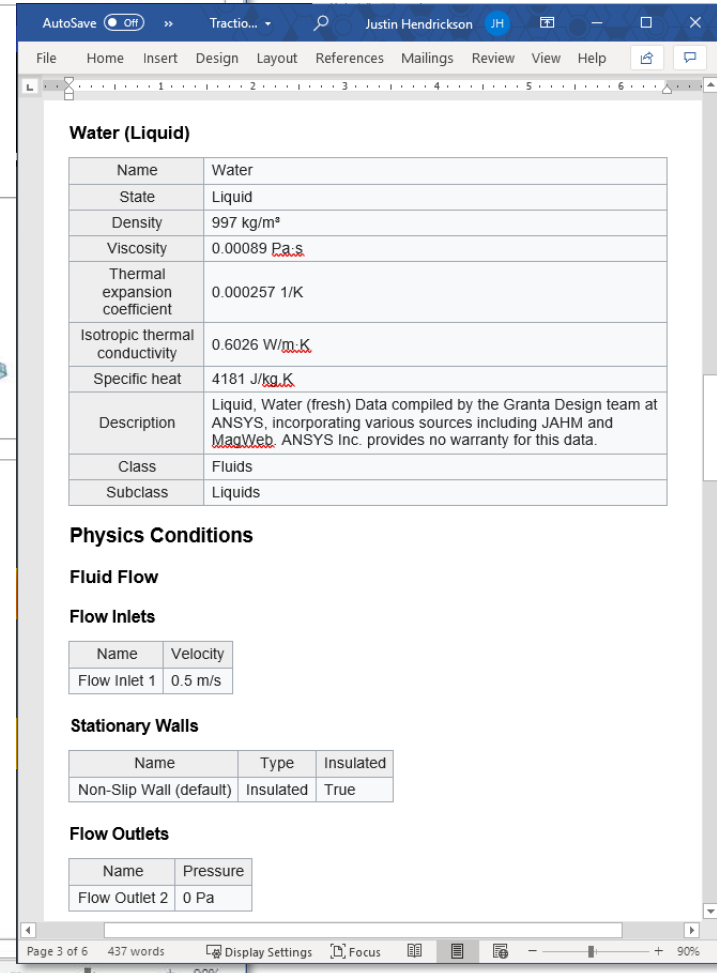 AutoSave Off » Tractio... Justin Hendrickson JH
File Home Insert Design Layout References Mailings Review View Help
1 2 3 4 5 6
Water (Liquid)
Name Water
State Liquid
Density 997 kg/m³
Viscosity 0.00089 Pa·s
Thermal
expansion
coefficient
0.000257 1/K
Isotropic thermal
conductivity
0.6026 W/m·K
Specific heat 4181 J/kg.K
Description
Liquid, Water (fresh) Data compiled by the Granta Design team at
ANSYS, incorporating various sources including JAHM and
MagWeb. ANSYS Inc. provides no warranty for this data.
Class Fluids
Subclass Liquids
Physics Conditions
Fluid Flow
Flow Inlets
Name Velocity
Flow Inlet 1 0.5 m/s
Stationary Walls
Name Type Insulated
Non-Slip Wall (default) Insulated True
Flow Outlets
Name Pressure
Flow Outlet 2 0 Pa
Page 3 of 6 437 words Display Settings Focus − + 90%